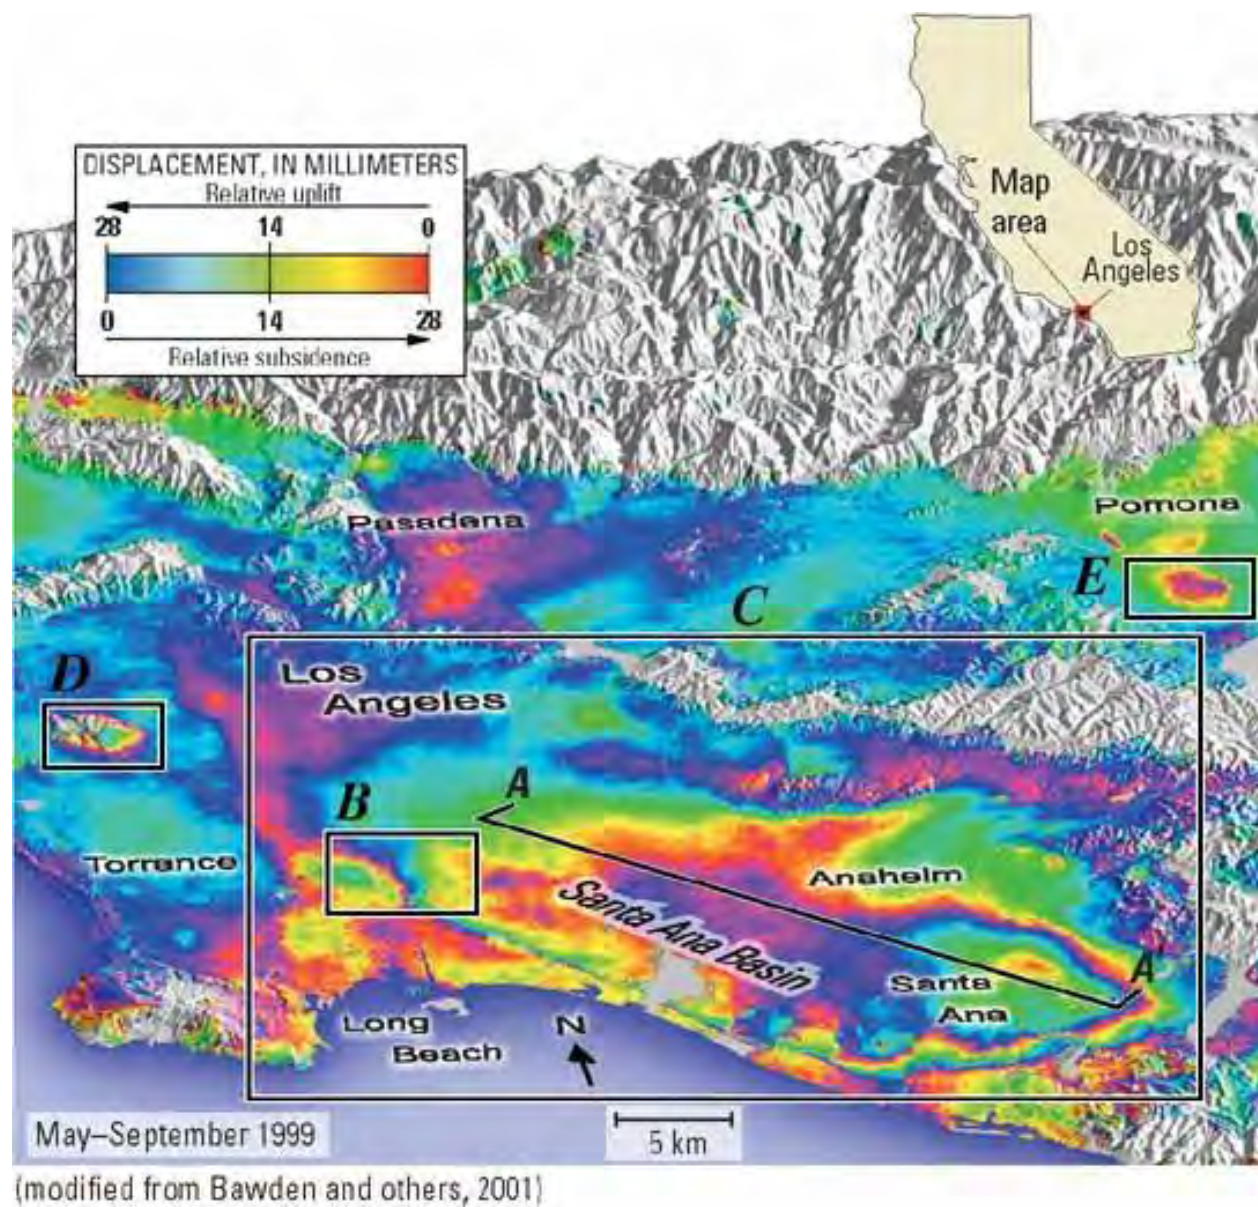 DISPLACEMENT, IN MILLIMETERS
Relative uplift
28 14 0
0 14 28
Relative subsidence
Map
area
Los
Angeles
Pasadena
Pomona
E
C
D
Los
Angeles
B
A
Torrance
Anaheim
Santa Ana Basin
A'
Santa
Ana
Long
Beach
N
May–September 1999
5 km
(modified from Bawden and others, 2001)